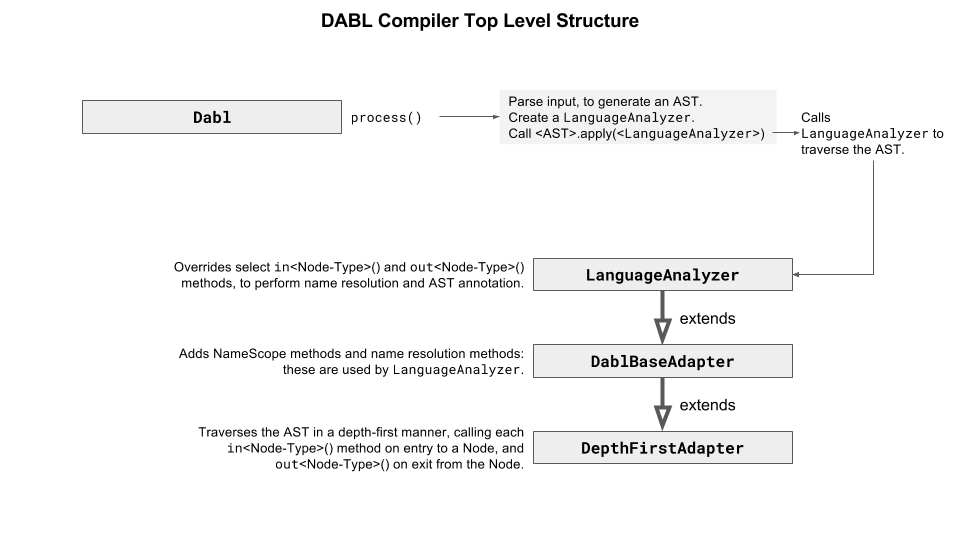 DABL Compiler Top Level Structure
Dabl
process()
Parse input, to generate an AST.
Create a LanguageAnalyzer.
Call <AST>.apply(<LanguageAnalyzer>)
Calls
LanguageAnalyzer to
traverse the AST.
Overrides select in<Node-Type>() and out<Node-Type>()
methods, to perform name resolution and AST annotation.
LanguageAnalyzer
extends
Adds NameScope methods and name resolution methods:
these are used by LanguageAnalyzer.
DablBaseAdapter
extends
Traverses the AST in a depth-first manner, calling each
in<Node-Type>() method on entry to a Node, and
out<Node-Type>() on exit from the Node.
DepthFirstAdapter